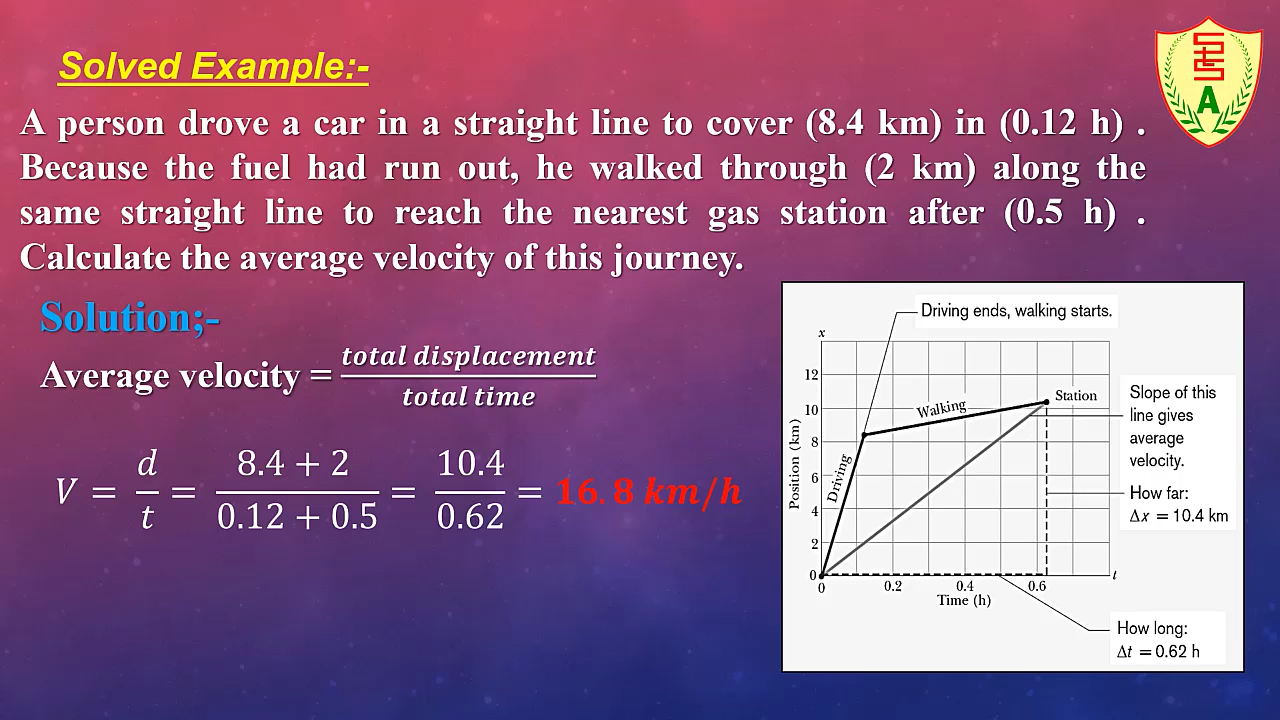 Solved Example:-
A person drove a car in a straight line to cover (8.4 km) in (0.12 h) .
Because the fuel had run out, he walked through (2 km) along the
same straight line to reach the nearest gas station after (0.5 h) .
Calculate the average velocity of this journey.
Solution;-
Average velocity = total displacement / total time
V = d/t = (8.4 + 2)/(0.12 + 0.5) = 10.4/0.62 = 16.8 km/h
Driving ends, walking starts.
x
12
10
8
6
4
2
0
Position (km)
Driving
Walking
Station
0
0.2
0.4
0.6
t
Time (h)
Slope of this
line gives
average
velocity.
How far:
Δx = 10.4 km
How long:
Δt = 0.62 h
A